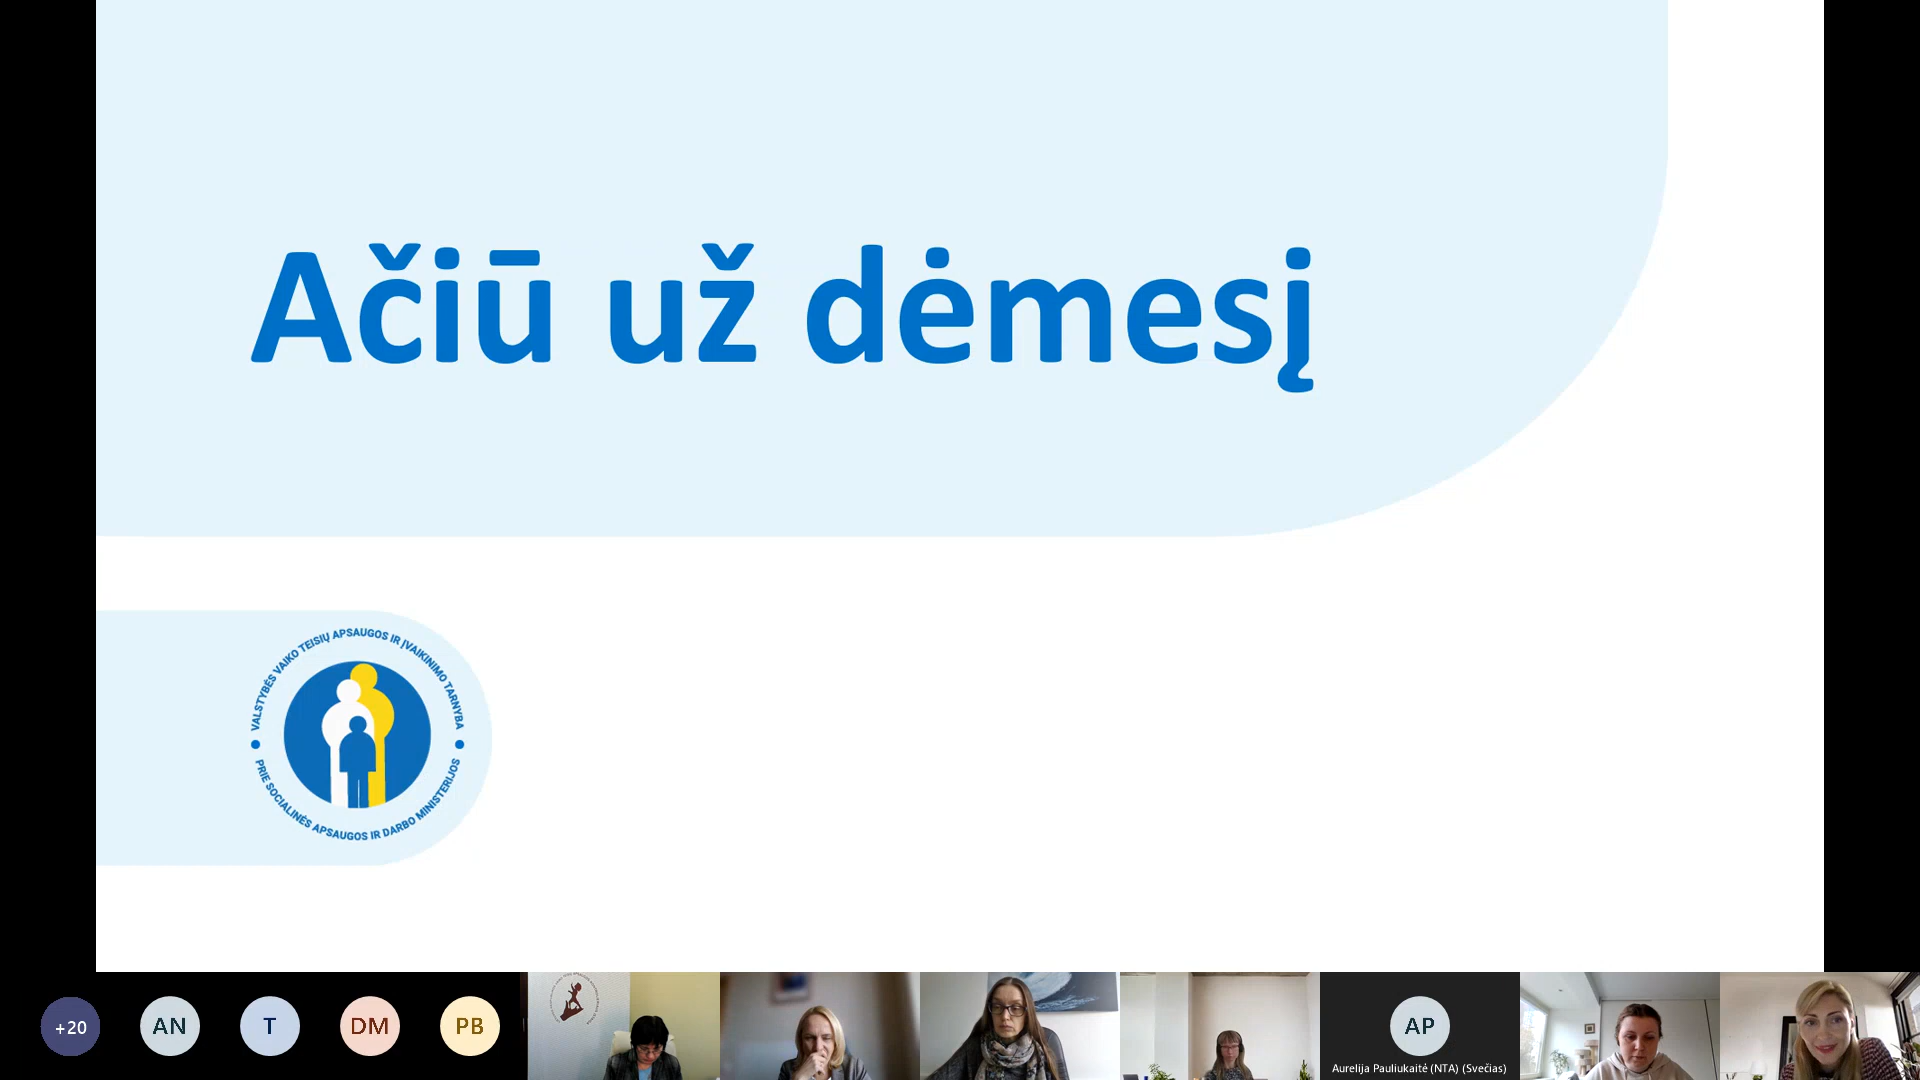 Ačiū už dėmesį
VALSTYBĖS VAIKO TEISIŲ APSAUGOS IR ĮVAIKINIMO TARNYBA
PRIE SOCIALINĖS APSAUGOS IR DARBO MINISTERIJOS
+20
AN
T
DM
PB
AP
Aurelija Pauliukaitė (NTA) (Svečias)